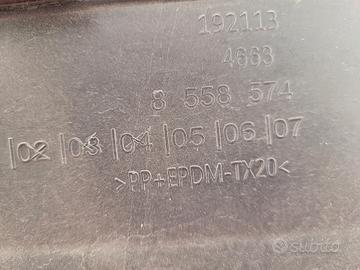 192113
4663
8 558 574
|02 |03 |04 |05 |06 |07
>PP+EPDM-TX20<
subito